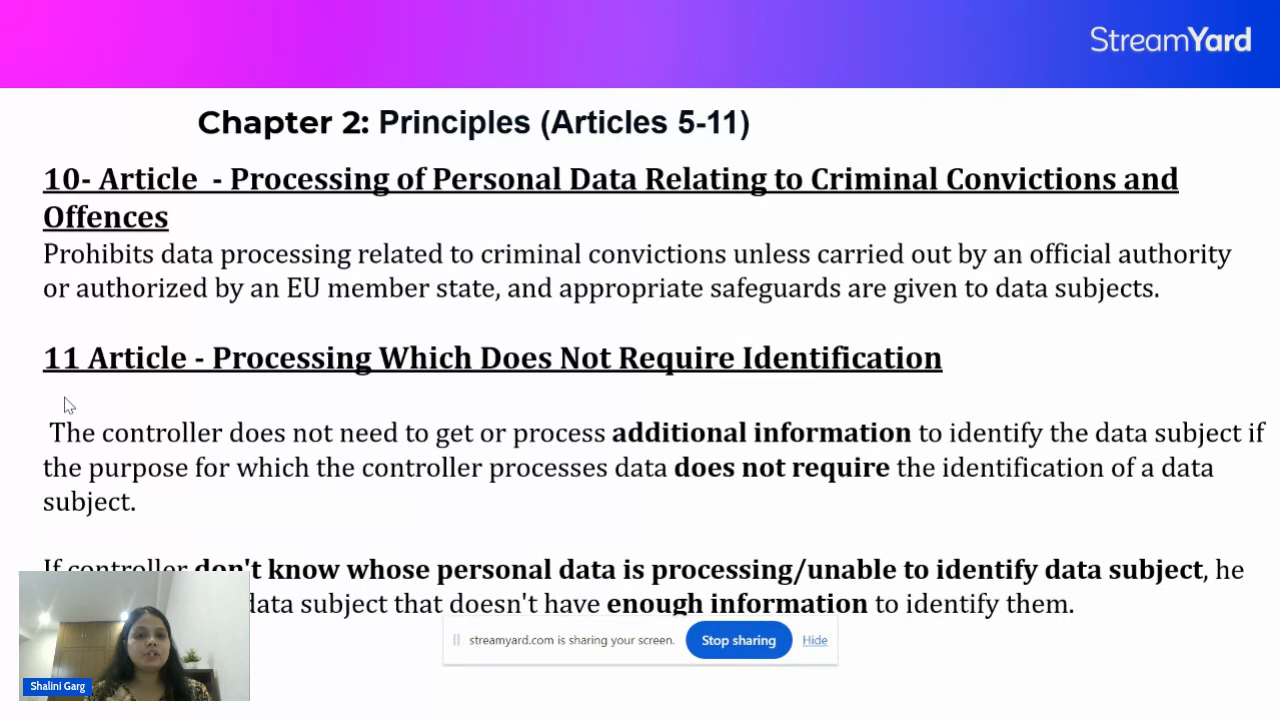 StreamYard
Chapter 2: Principles (Articles 5-11)
10- Article - Processing of Personal Data Relating to Criminal Convictions and
Offences
Prohibits data processing related to criminal convictions unless carried out by an official authority
or authorized by an EU member state, and appropriate safeguards are given to data subjects.
11 Article - Processing Which Does Not Require Identification
The controller does not need to get or process additional information to identify the data subject if
the purpose for which the controller processes data does not require the identification of a data
subject.
If controller don't know whose personal data is processing/unable to identify data subject, he
data subject that doesn't have enough information to identify them.
streamyard.com is sharing your screen. Stop sharing Hide
Shalini Garg